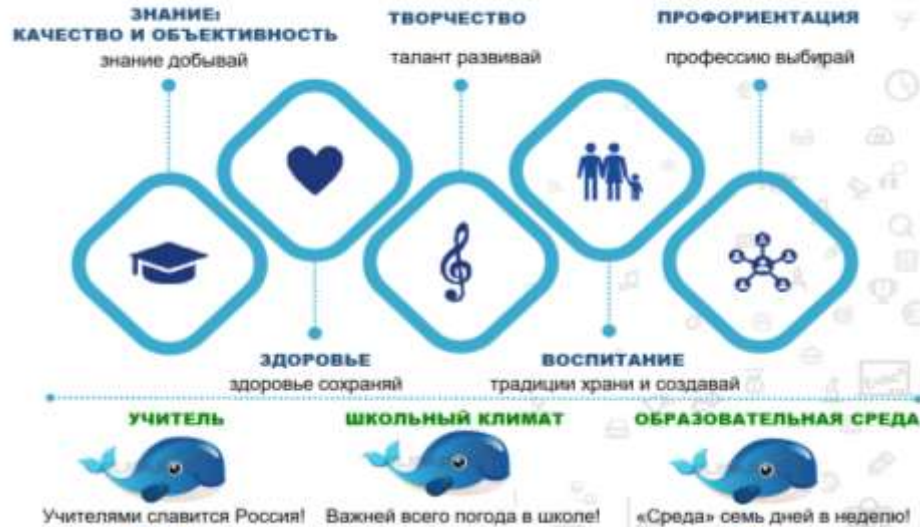 ЗНАНИЕ:
КАЧЕСТВО И ОБЪЕКТИВНОСТЬ
знание добывай
ТВОРЧЕСТВО
талант развивай
ПРОФОРИЕНТАЦИЯ
профессию выбирай
ЗДОРОВЬЕ
здоровье сохраняй
ВОСПИТАНИЕ
традиции храни и создавай
УЧИТЕЛЬ
ШКОЛЬНЫЙ КЛИМАТ
ОБРАЗОВАТЕЛЬНАЯ СРЕДА
Учителями славится Россия!
Важней всего погода в школе!
«Среда» семь дней в неделю!